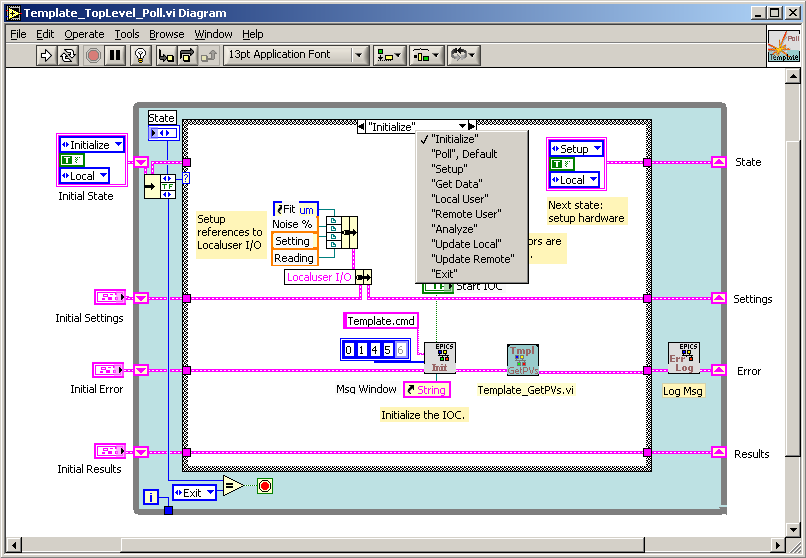 Template_TopLevel_Poll.vi Diagram
File Edit Operate Tools Browse Window Help
13pt Application Font
Poll
Template
State
"Initialize"
Initialize
T
Local
Initial State
TF
?
"Initialize"
"Poll", Default
"Setup"
"Get Data"
"Local User"
"Remote User"
"Analyze"
"Update Local"
"Update Remote"
"Exit"
Setup
T
Local
State
Next state:
setup hardware
Setup
references to
Localuser I/O
Fit um
Noise %
Setting
Reading
ors are
Localuser I/O
Start IOC
Initial Settings
Settings
Template.cmd
0 1 4 5 6
EPICS
Init
Tmpl
GetPVs
EPICS
Err
Log
Initial Error
Error
Msg Window
String
Template_GetPVs.vi
Log Msg
Initialize the IOC.
Initial Results
Results
Exit
=
i